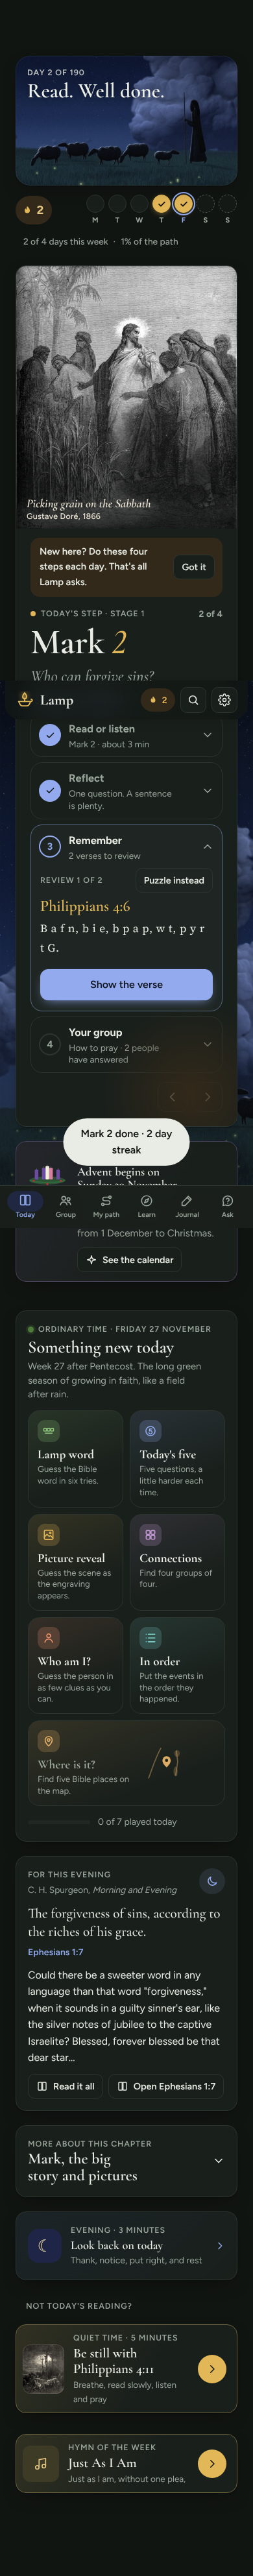 DAY 2 OF 190
Read. Well done.
2
M T W T F S S
2 of 4 days this week · 1% of the path
Picking grain on the Sabbath
Gustave Doré, 1866
New here? Do these four
steps each day. That's all
Lamp asks.
Got it
TODAY'S STEP · STAGE 1
2 of 4
Mark 2
Who can forgive sins?
Lamp
2
Read or listen
Mark 2 · about 3 min
Reflect
One question. A sentence
is plenty.
3
Remember
2 verses to review
REVIEW 1 OF 2
Puzzle instead
Philippians 4:6
B a f n, b i e, b p a p, w t, p y r
t G.
Show the verse
4
Your group
How to pray · 2 people
have answered
Mark 2 done · 2 day
streak
Advent begins on
Sunday 29 November
Today
Group
My path
Learn
Journal
Ask
from 1 December to Christmas.
See the calendar
ORDINARY TIME · FRIDAY 27 NOVEMBER
Something new today
Week 27 after Pentecost. The long green
season of growing in faith, like a field
after rain.
Lamp word
Guess the Bible
word in six tries.
Today's five
Five questions, a
little harder each
time.
Picture reveal
Guess the scene as
the engraving
appears.
Connections
Find four groups of
four.
Who am I?
Guess the person in
as few clues as you
can.
In order
Put the events in
the order they
happened.
Where is it?
Find five Bible places on
the map.
0 of 7 played today
FOR THIS EVENING
C. H. Spurgeon, Morning and Evening
The forgiveness of sins, according to
the riches of his grace.
Ephesians 1:7
Could there be a sweeter word in any
language than that word "forgiveness,"
when it sounds in a guilty sinner's ear, like
the silver notes of jubilee to the captive
Israelite? Blessed, forever blessed be that
dear star…
Read it all
Open Ephesians 1:7
MORE ABOUT THIS CHAPTER
Mark, the big
story and pictures
EVENING · 3 MINUTES
Look back on today
Thank, notice, put right, and rest
NOT TODAY'S READING?
QUIET TIME · 5 MINUTES
Be still with
Philippians 4:11
Breathe, read slowly, listen
and pray
HYMN OF THE WEEK
Just As I Am
Just as I am, without one plea,